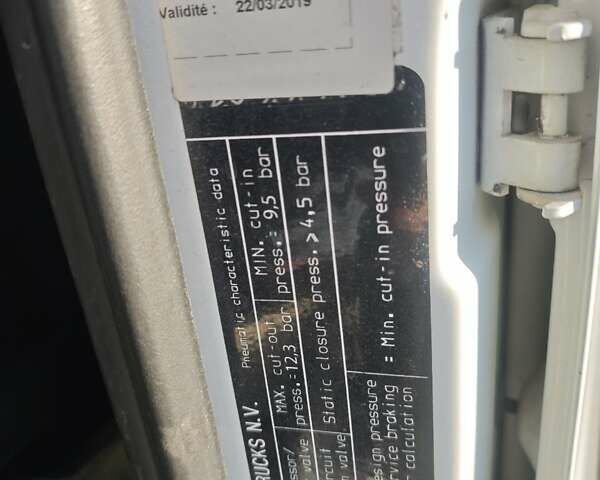 Validité : 22/03/2019
RUCKS N.V. Pneumatic characteristic data
ssor/ MAX. cut-out MIN. cut-in
valve press.=12,3 bar press.= 9,5 bar
rcuit Static closure press. >4,5 bar
n valve
esign pressure
ervice braking = Min. cut-in pressure
calculation